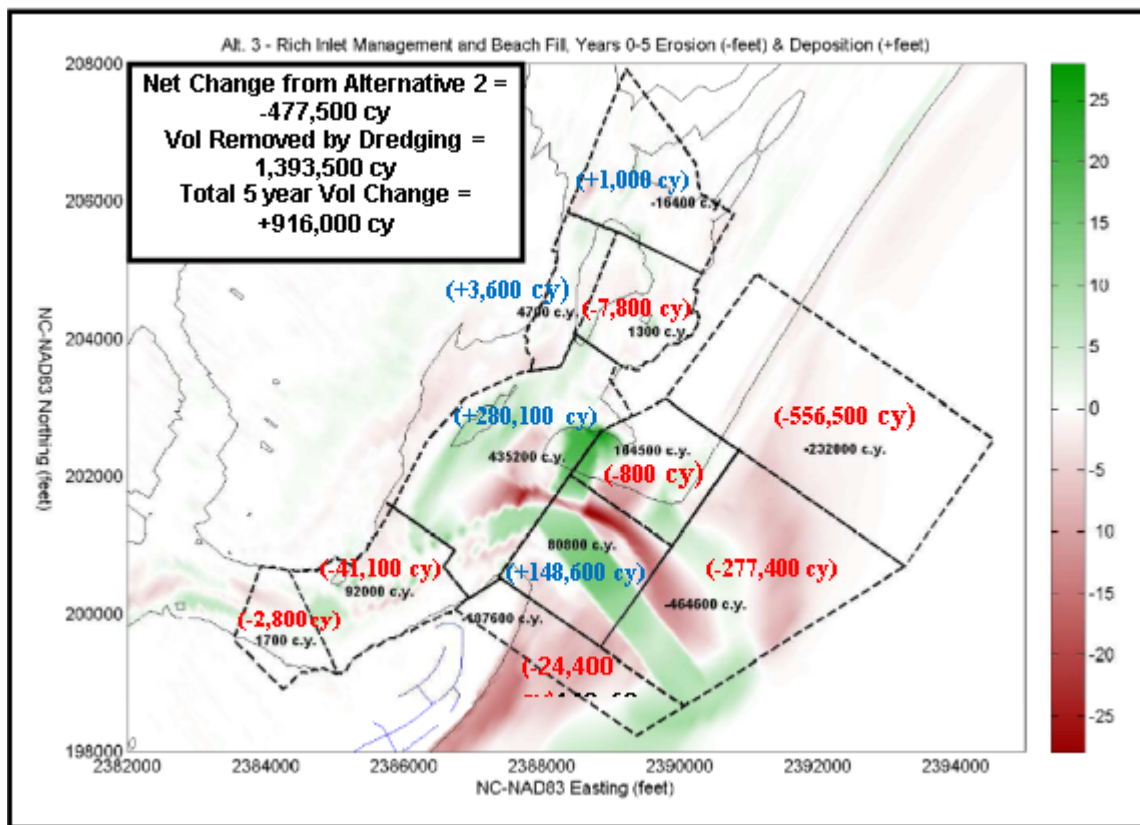 Alt. 3 - Rich Inlet Management and Beach Fill, Years 0-5 Erosion (-feet) & Deposition (+feet)
Net Change from Alternative 2 =
-477,500 cy
Vol Removed by Dredging =
1,393,500 cy
Total 5 year Vol Change =
+916,000 cy
208000
206000
204000
202000
200000
198000
NC-NAD83 Northing (feet)
(+1,000 cy)
-16400 c.y.
(+3,600 cy)
4700 c.y.
(-7,800 cy)
1300 c.y.
(+280,100 cy)
435200 c.y.
164500 c.y.
(-800 cy)
(-556,500 cy)
-232000 c.y.
80800 c.y.
(+148,600 cy)
(-277,400 cy)
-464600 c.y.
(-41,100 cy)
92000 c.y.
(-2,800 cy)
1700 c.y.
c.y.
(-24,400
2382000
2384000
2386000
2388000
2390000
2392000
2394000
NC-NAD83 Easting (feet)
25
20
15
10
5
0
-5
-10
-15
-20
-25